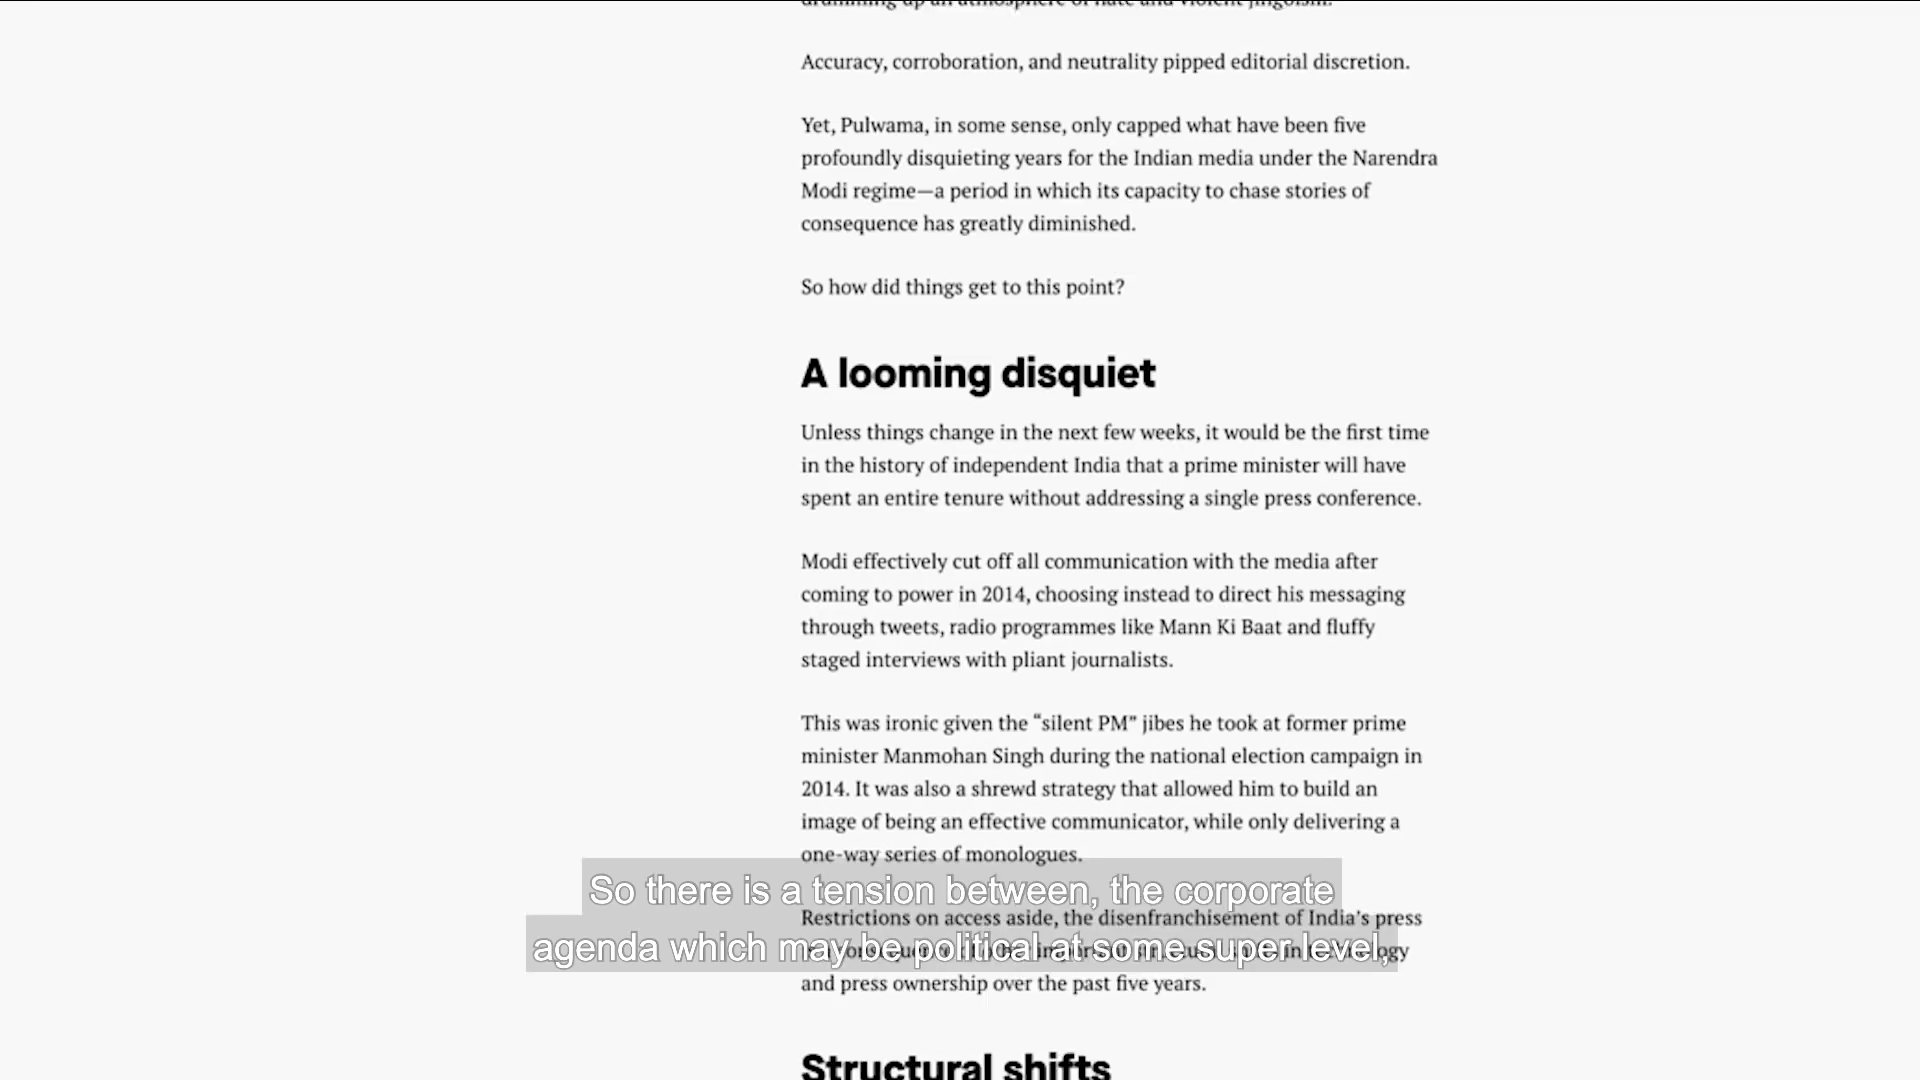 drumming up an atmosphere of hate and violent jingoism.
Accuracy, corroboration, and neutrality pipped editorial discretion.
Yet, Pulwama, in some sense, only capped what have been five
profoundly disquieting years for the Indian media under the Narendra
Modi regime—a period in which its capacity to chase stories of
consequence has greatly diminished.
So how did things get to this point?
A looming disquiet
Unless things change in the next few weeks, it would be the first time
in the history of independent India that a prime minister will have
spent an entire tenure without addressing a single press conference.
Modi effectively cut off all communication with the media after
coming to power in 2014, choosing instead to direct his messaging
through tweets, radio programmes like Mann Ki Baat and fluffy
staged interviews with pliant journalists.
This was ironic given the “silent PM” jibes he took at former prime
minister Manmohan Singh during the national election campaign in
2014. It was also a shrewd strategy that allowed him to build an
image of being an effective communicator, while only delivering a
one-way series of monologues.
So there is a tension between, the corporate
Restrictions on access aside, the disenfranchisement of India’s press
agenda which may be political at some super level,
and press ownership over the past five years.
Structural shifts